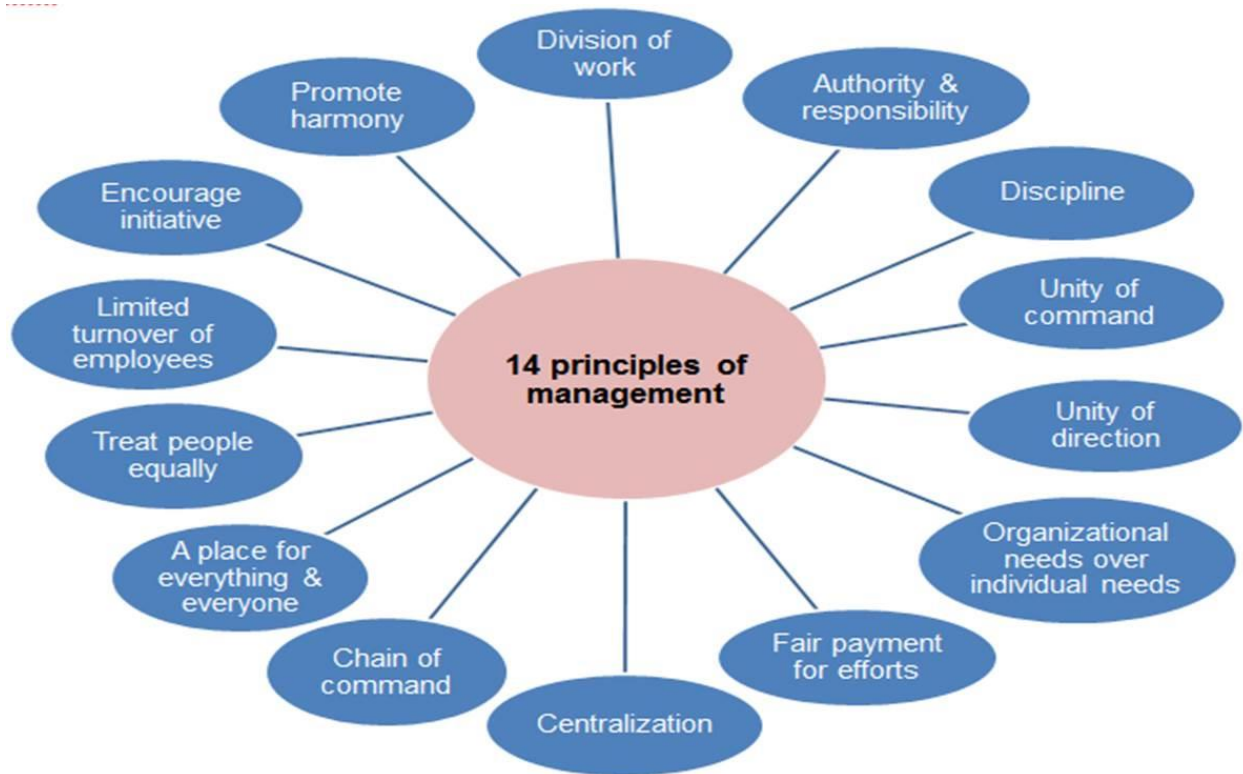 14 principles of
management
Division of
work
Authority &
responsibility
Discipline
Unity of
command
Unity of
direction
Organizational
needs over
individual needs
Fair payment
for efforts
Centralization
Chain of
command
A place for
everything &
everyone
Treat people
equally
Limited
turnover of
employees
Encourage
initiative
Promote
harmony